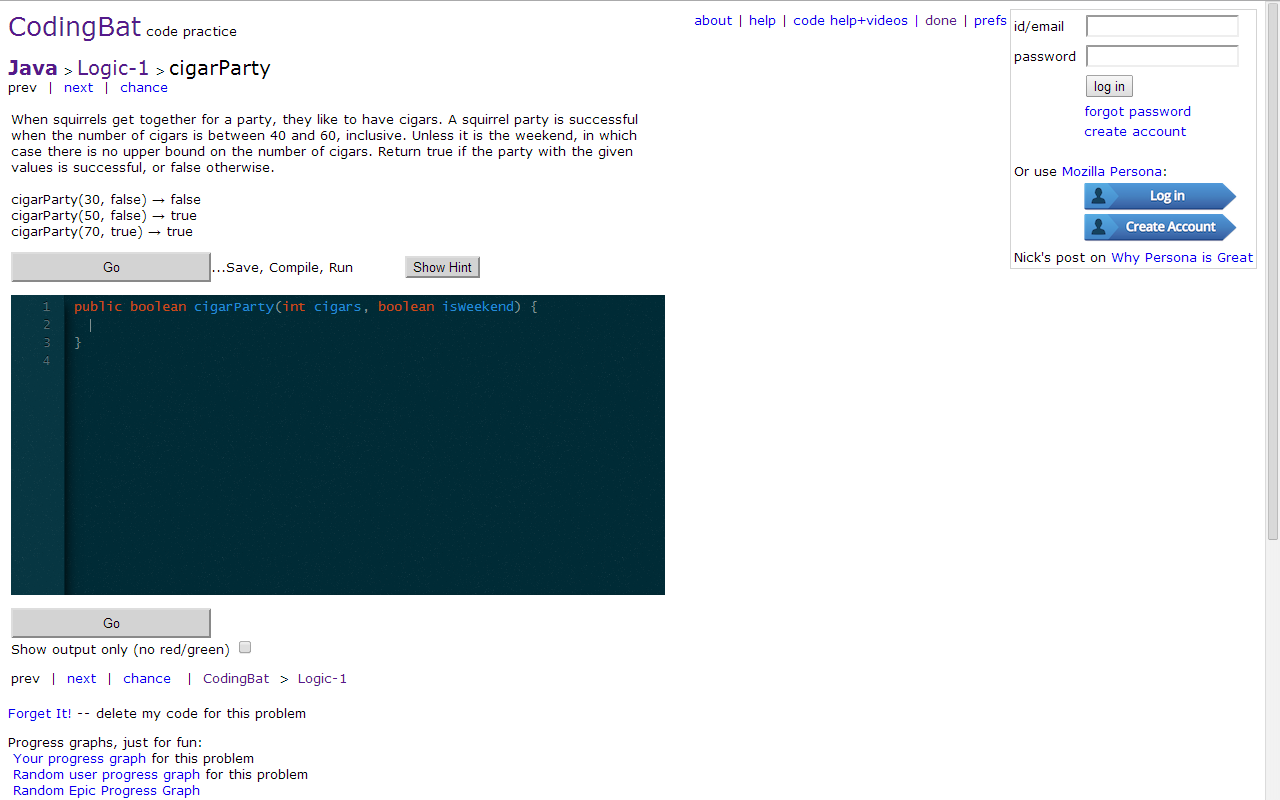 CodingBat code practice
about | help | code help+videos | done | prefs
id/email
password
log in
forgot password
create account
Or use Mozilla Persona:
Log in
Create Account
Nick's post on Why Persona is Great
Java > Logic-1 > cigarParty
prev | next | chance
When squirrels get together for a party, they like to have cigars. A squirrel party is successful
when the number of cigars is between 40 and 60, inclusive. Unless it is the weekend, in which
case there is no upper bound on the number of cigars. Return true if the party with the given
values is successful, or false otherwise.
cigarParty(30, false) → false
cigarParty(50, false) → true
cigarParty(70, true) → true
Go ...Save, Compile, Run Show Hint
1 public boolean cigarParty(int cigars, boolean isWeekend) {
2
3 }
4
Go
Show output only (no red/green)
prev | next | chance | CodingBat > Logic-1
Forget It! -- delete my code for this problem
Progress graphs, just for fun:
Your progress graph for this problem
Random user progress graph for this problem
Random Epic Progress Graph